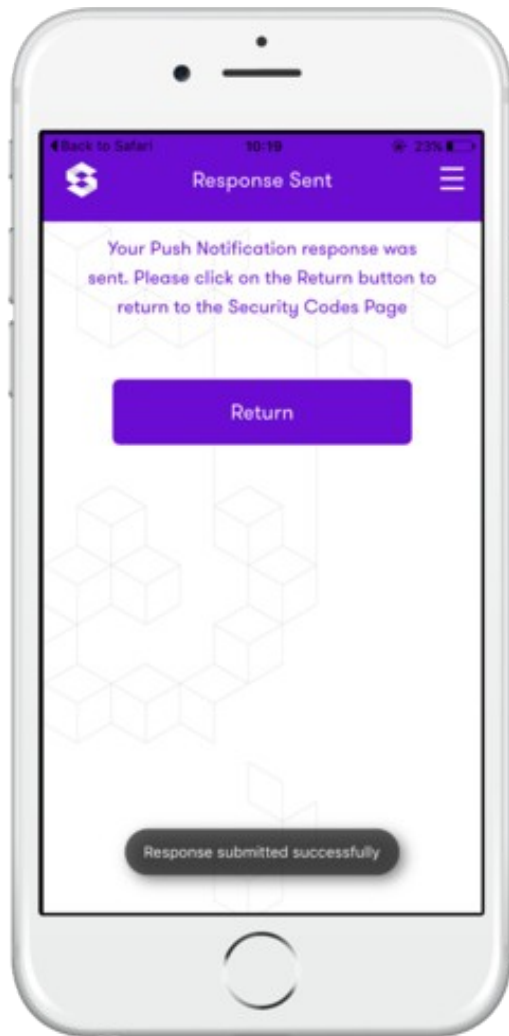 Back to Safari 10:19 23%
Response Sent
Your Push Notification response was
sent. Please click on the Return button to
return to the Security Codes Page
Return
Response submitted successfully